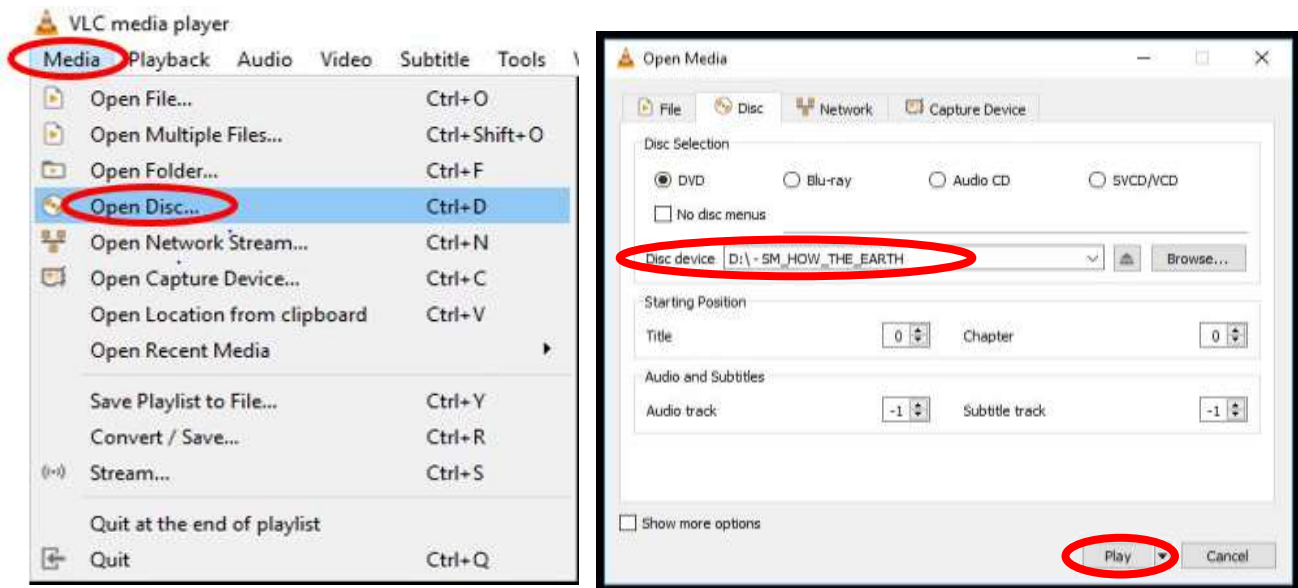 VLC media player
Media Playback Audio Video Subtitle Tools
Open File... Ctrl+O
Open Multiple Files... Ctrl+Shift+O
Open Folder... Ctrl+F
Open Disc... Ctrl+D
Open Network Stream... Ctrl+N
Open Capture Device... Ctrl+C
Open Location from clipboard Ctrl+V
Open Recent Media
Save Playlist to File... Ctrl+Y
Convert / Save... Ctrl+R
Stream... Ctrl+S
Quit at the end of playlist
Quit Ctrl+Q
Open Media
File Disc Network Capture Device
Disc Selection
DVD Blu-ray Audio CD SVCD/VCD
No disc menus
Disc device D:\ - SM_HOW_THE_EARTH Browse...
Starting Position
Title 0 Chapter 0
Audio and Subtitles
Audio track -1 Subtitle track -1
Show more options
Play Cancel